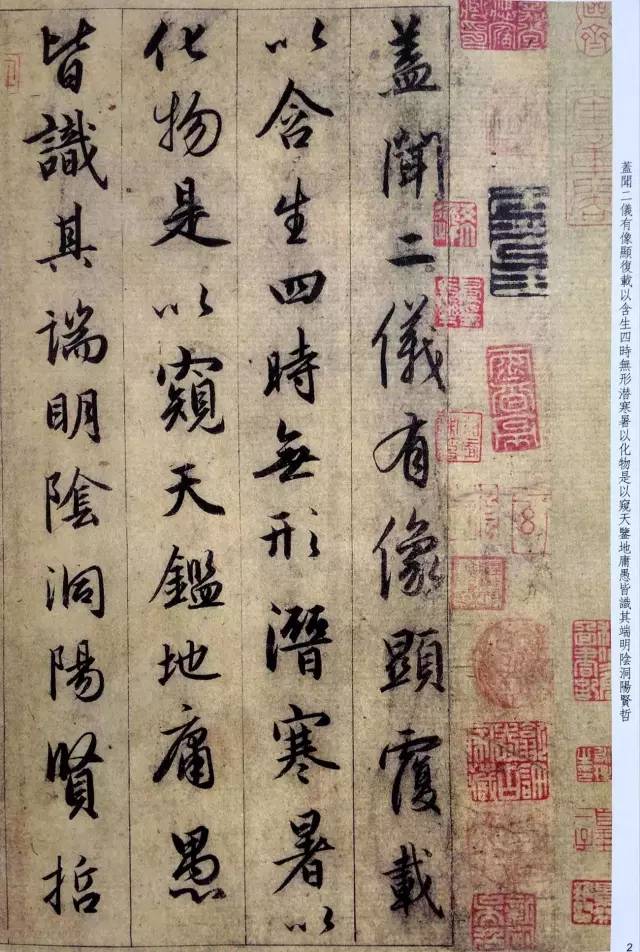 蓋聞二儀有像顯覆載
以含生四時無形潛寒暑以
化物是以窺天鑑地庸愚
皆識其端明陰洞陽賢哲
蓋聞二儀有像顯復載以含生四時無形潜寒暑以化物是以窺天鑒地庸愚皆識其端明陰洞陽賢哲
2